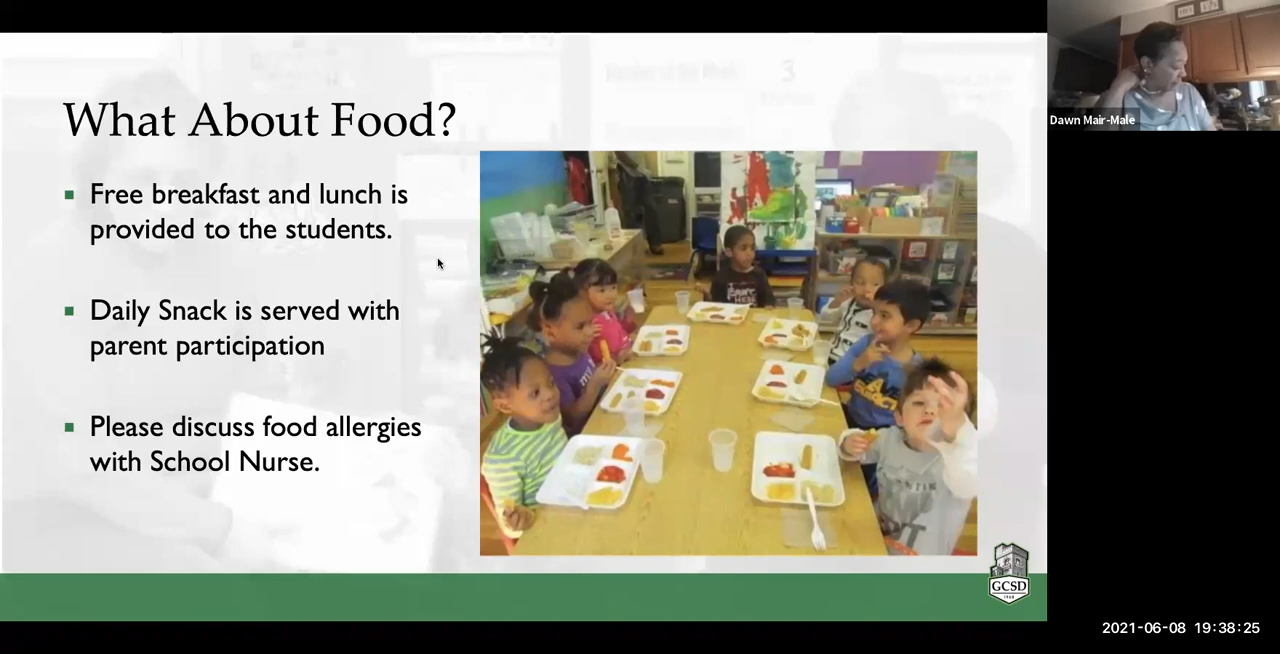 What About Food?
Free breakfast and lunch is
provided to the students.
Daily Snack is served with
parent participation
Please discuss food allergies
with School Nurse.
GCSD
Dawn Mair-Male
2021-06-08 19:38:25